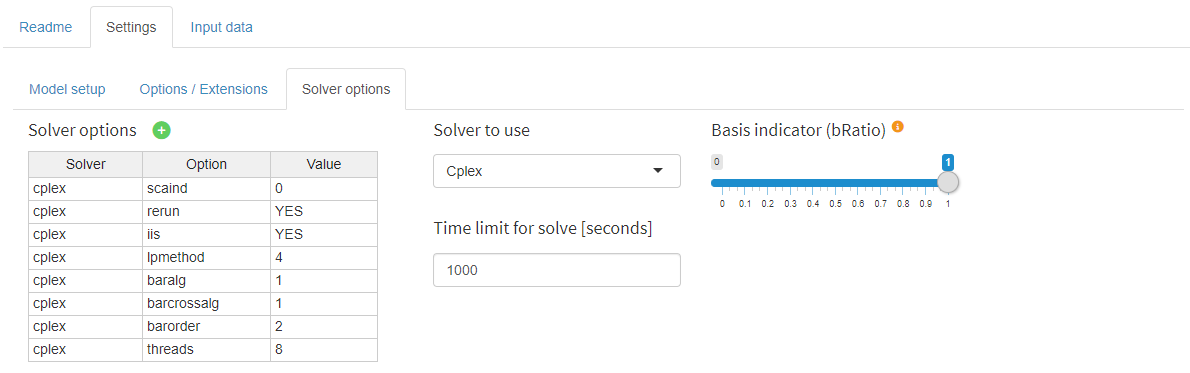 Readme Settings Input data
Model setup Options / Extensions Solver options
Solver options
Solver Option Value
cplex scaind 0
cplex rerun YES
cplex iis YES
cplex lpmethod 4
cplex baralg 1
cplex barcrossalg 1
cplex barorder 2
cplex threads 8
Solver to use
Cplex
Time limit for solve [seconds]
1000
Basis indicator (bRatio)
0 1
0 0.1 0.2 0.3 0.4 0.5 0.6 0.7 0.8 0.9 1